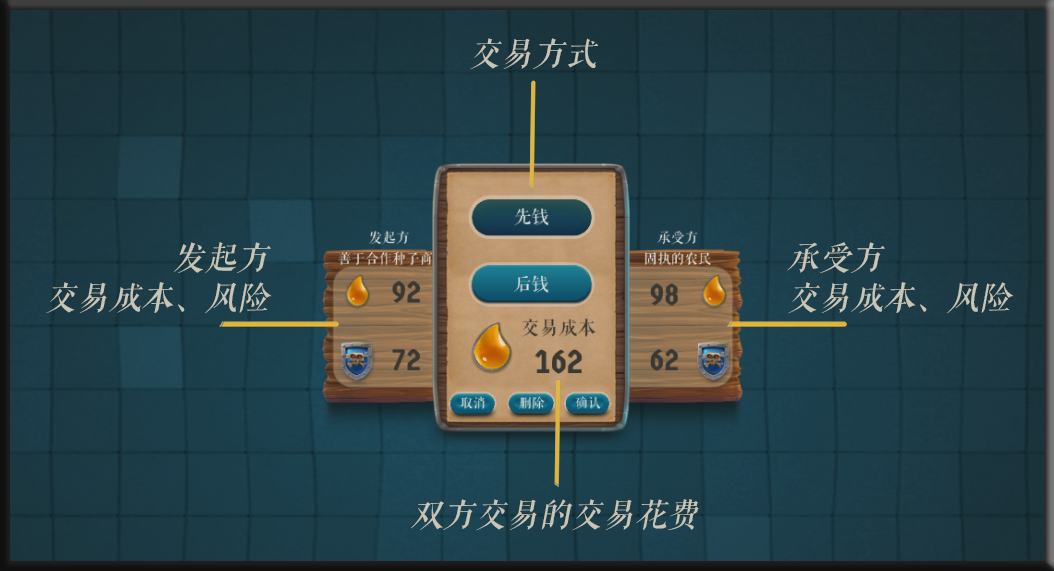 交易方式
先钱
发起方
善于合作种子商
承受方
因执的农民
发起方
交易成本、风险
承受方
交易成本、风险
92
后钱
98
交易成本
162
72
62
取消
删除
确认
双方交易的交易花费